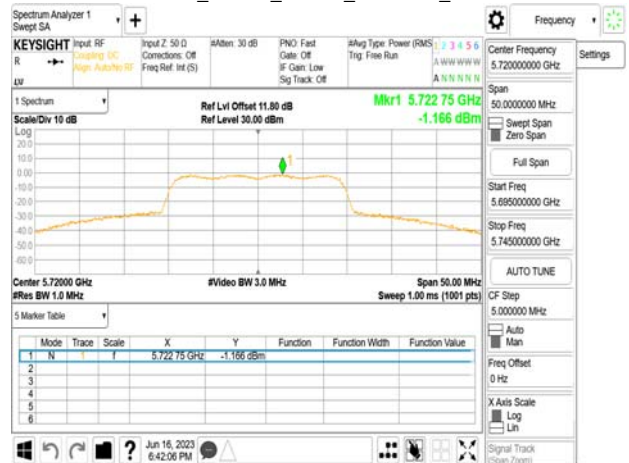 Spectrum Analyzer 1
Swept SA
+
Frequency
KEYSIGHT
R
Input: RF
Coupling: DC
Align: Auto/No RF
Input Z: 50 Ω
Corrections: Off
Freq Ref: Int (S)
#Atten: 30 dB
PNO: Fast
Gate: Off
IF Gain: Low
Sig Track: Off
#Avg Type: Power (RMS
Trig: Free Run
1 2 3 4 5 6
A W W W W W
A N N N N N
Center Frequency
5.720000000 GHz
Settings
Span
50.0000000 MHz
Swept Span
Zero Span
Full Span
Start Freq
5.695000000 GHz
Stop Freq
5.745000000 GHz
AUTO TUNE
CF Step
5.000000 MHz
Auto
Man
Freq Offset
0 Hz
X Axis Scale
Log
Lin
Signal Track
(Span Zoom)
1 Spectrum
Scale/Div 10 dB
Ref Lvl Offset 11.80 dB
Ref Level 30.00 dBm
Mkr1 5.722 75 GHz
-1.166 dBm
Log
20.0
10.0
0.00
-10.0
-20.0
-30.0
-40.0
-50.0
-60.0
1
Center 5.72000 GHz
#Res BW 1.0 MHz
#Video BW 3.0 MHz
Span 50.00 MHz
Sweep 1.00 ms (1001 pts)
5 Marker Table
Mode Trace Scale X Y Function Function Width Function Value
1 N 1 f 5.722 75 GHz -1.166 dBm
2
3
4
5
6
?
Jun 16, 2023
6:42:06 PM